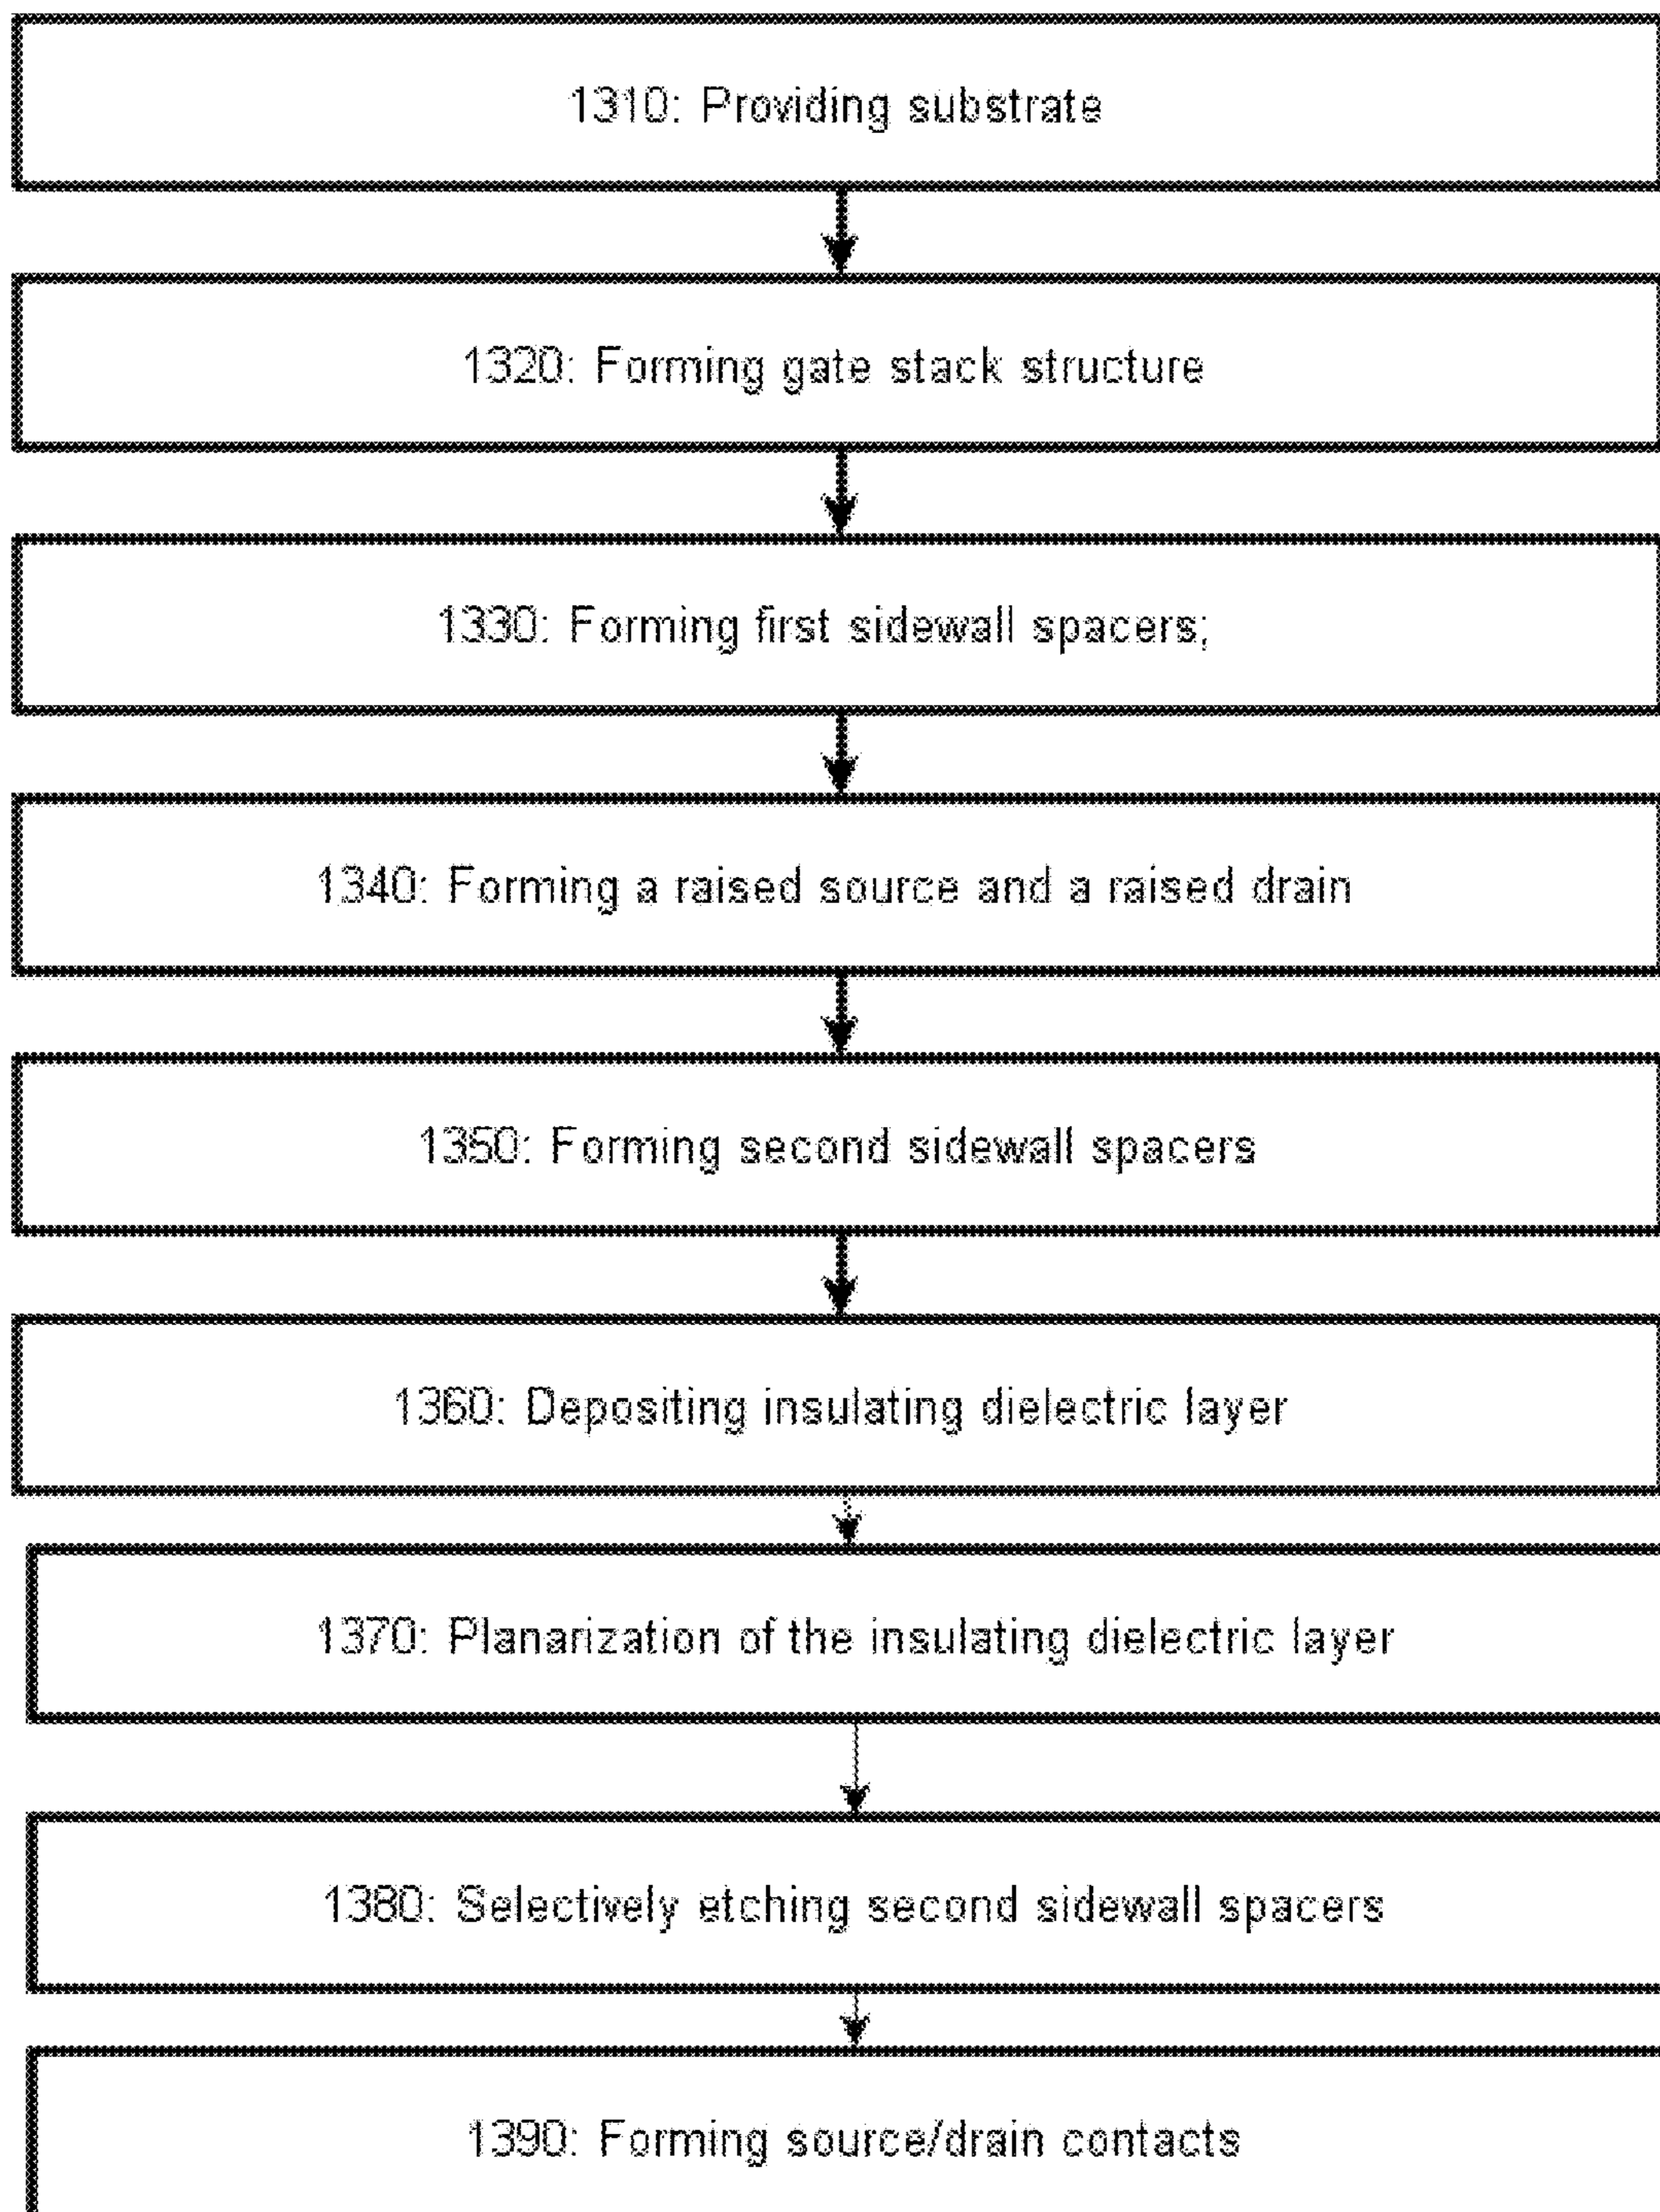 1310: Providing substrate
1320: Forming gate stack structure
1330: Forming first sidewall spacers;
1340: Forming a raised source and a raised drain
1350: Forming second sidewall spacers
1360: Depositing insulating dielectric layer
1370: Planarization of the insulating dielectric layer
1380: Selectively etching second sidewall spacers
1390: Forming source/drain contacts